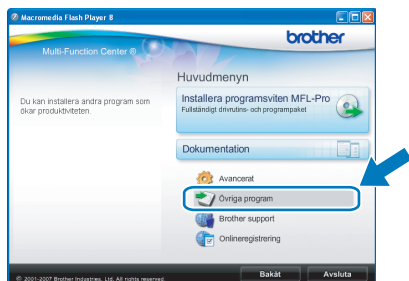 Macromedia Flash Player 8
brother
Multi-Function Center ®
Huvudmenyn
Du kan installera andra program som
ökar produktiviteten.
Installera programsviten MFL-Pro
Fullständigt drivrutins- och programpaket
Dokumentation
Avancerat
Övriga program
Brother support
Onlineregistrering
© 2001-2007 Brother Industries, Ltd. All rights reserved.
Bakåt
Avsluta